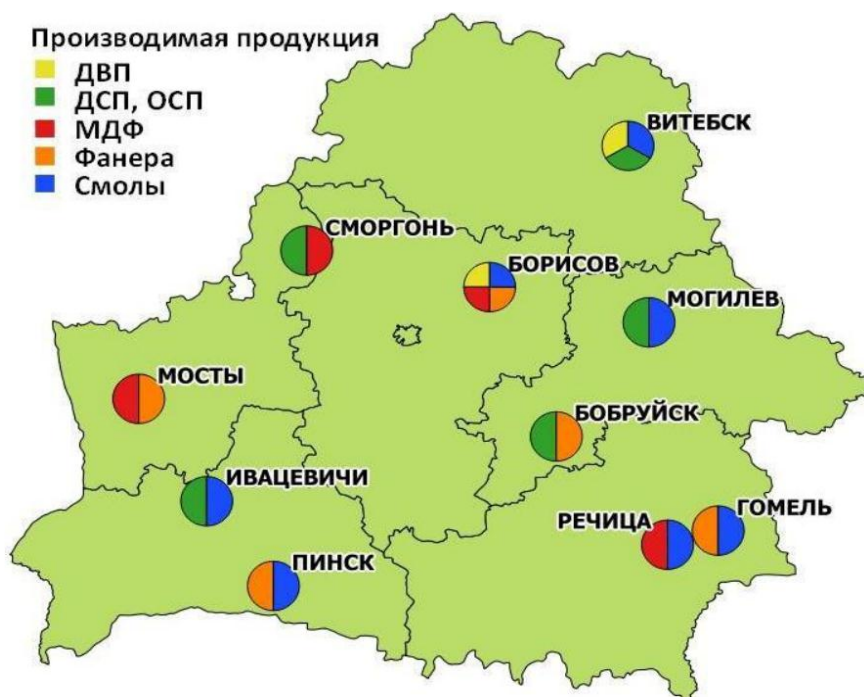 Производимая продукция
ДВП
ДСП, ОСП
МДФ
Фанера
Смолы
ВИТЕБСК
СМОРГОНЬ
БОРИСОВ
МОГИЛЕВ
МОСТЫ
БОБРУЙСК
ИВАЦЕВИЧИ
РЕЧИЦА
ГОМЕЛЬ
ПИНСК